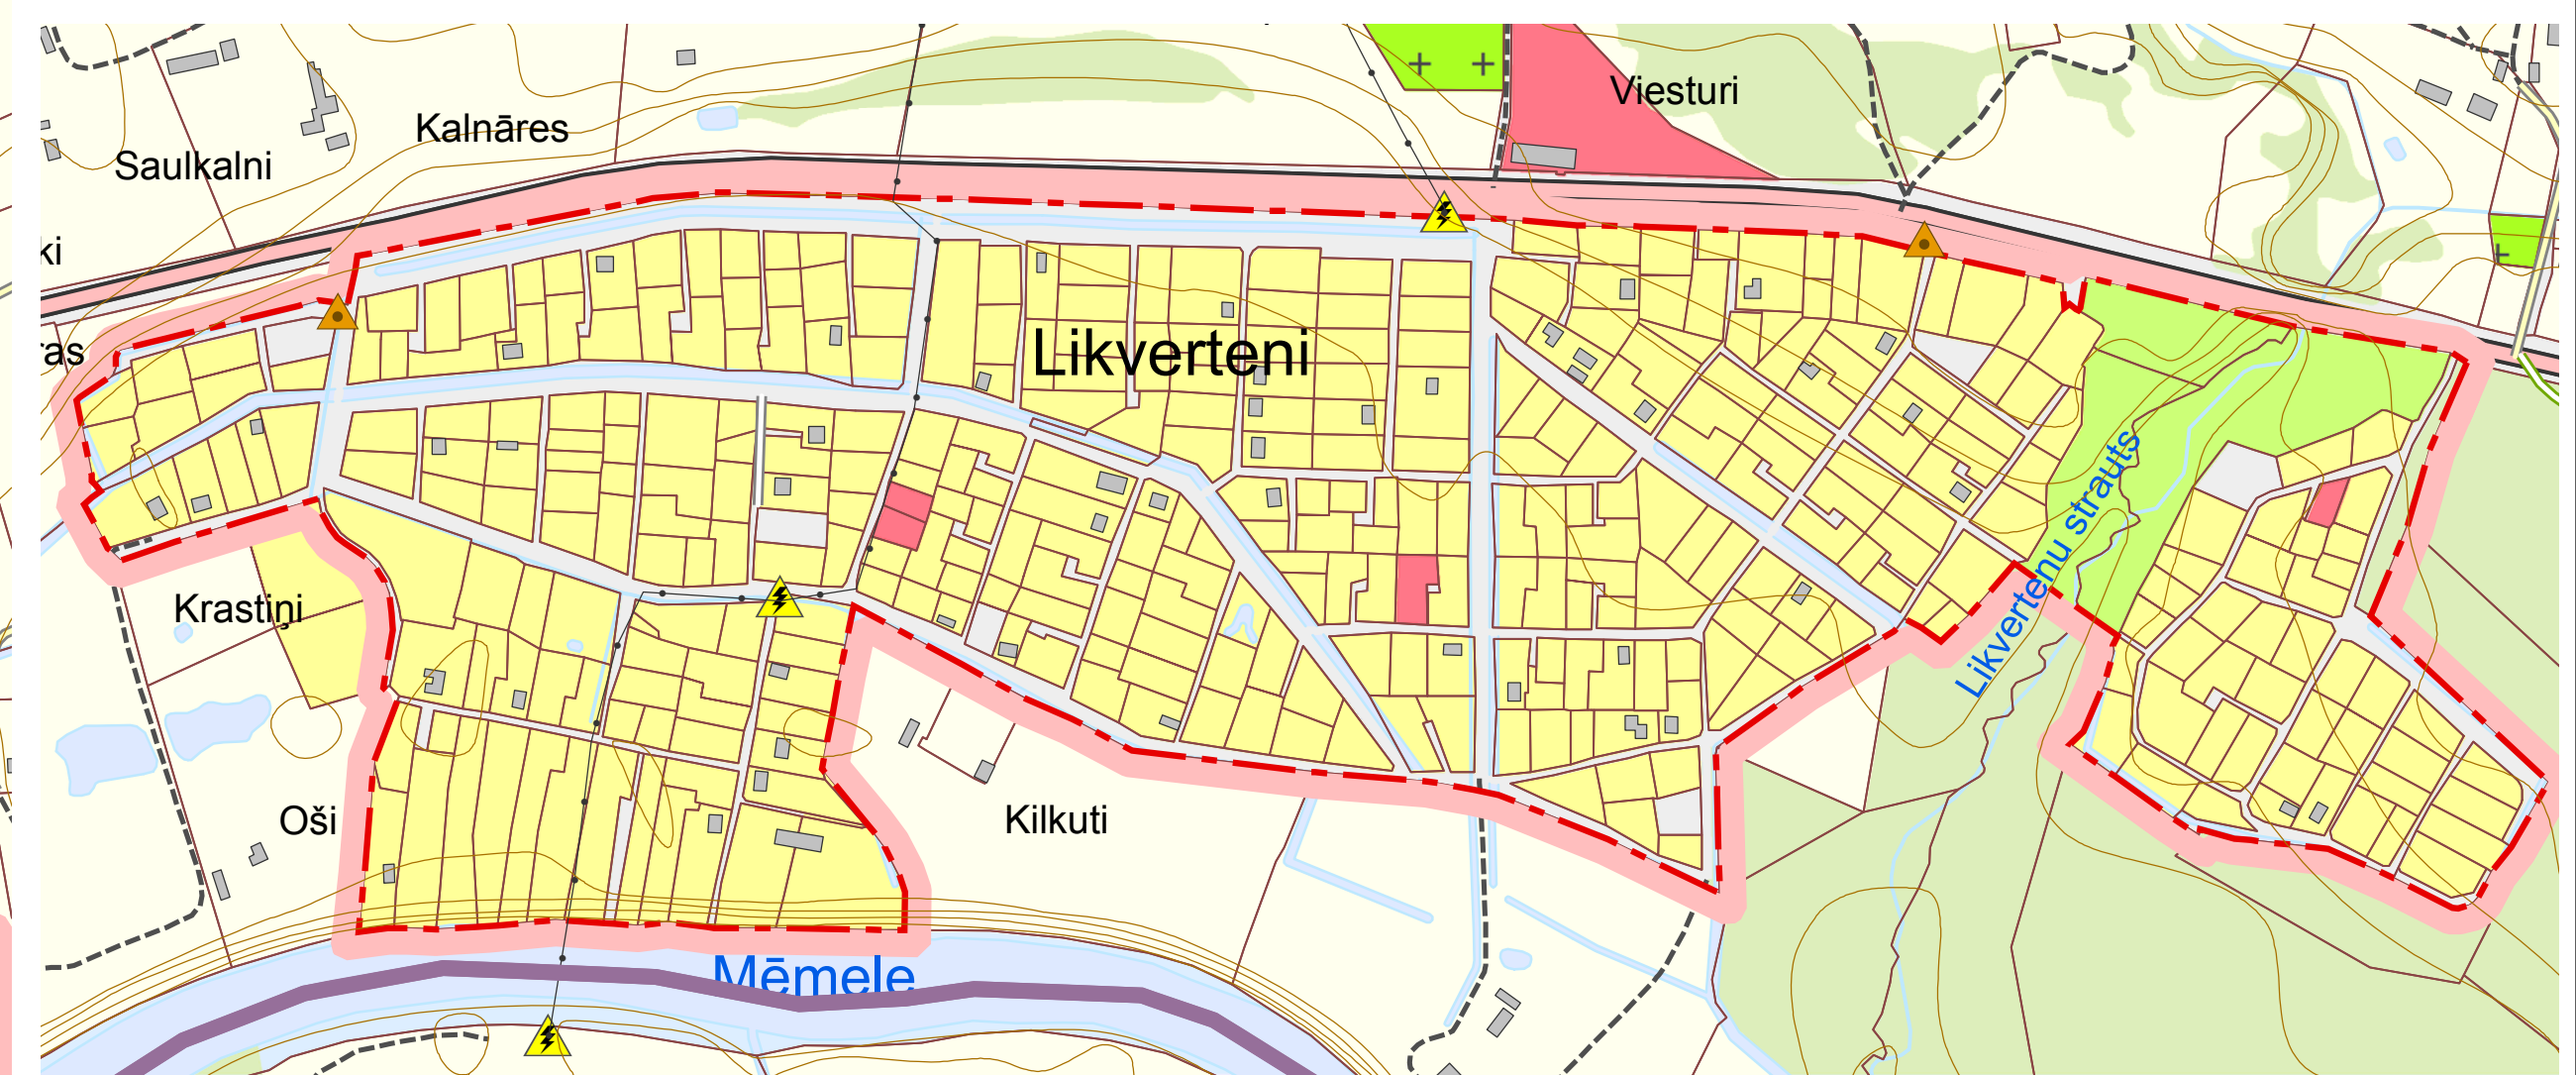 Viesturi
Kalnāres
Saulkalni
ki
ras
Likverteni
Likvertenu strauts
Krastiņi
Oši
Kilkuti
Mēmele